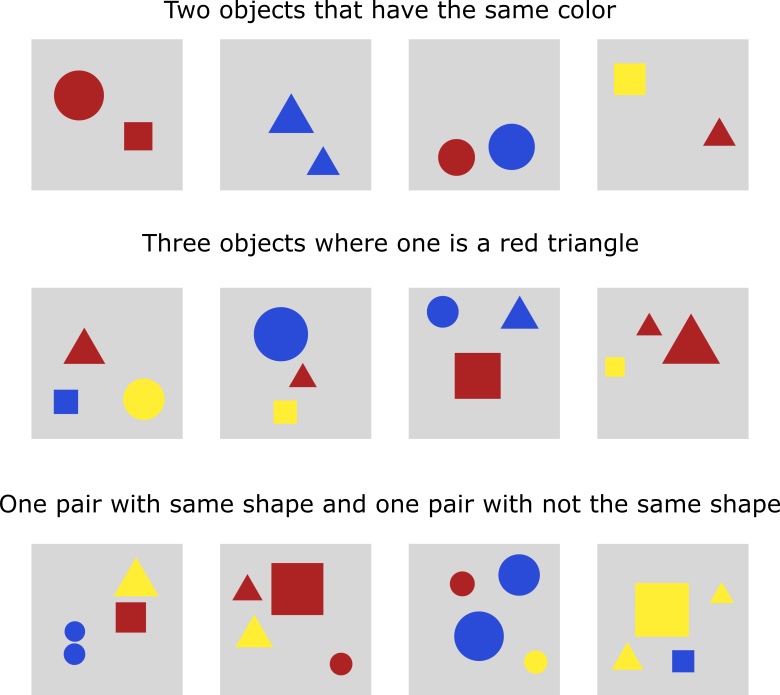 Two objects that have the same color
Three objects where one is a red triangle
One pair with same shape and one pair with not the same shape